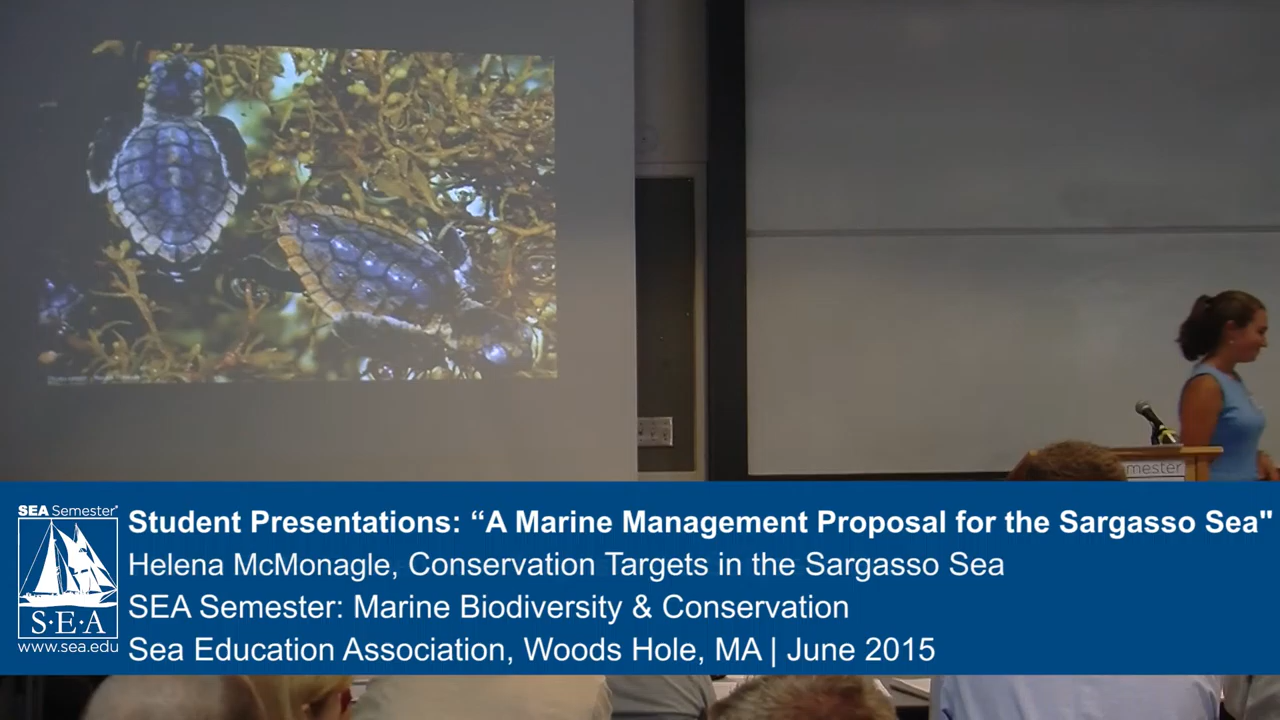 mester
SEA Semester®
Student Presentations: “A Marine Management Proposal for the Sargasso Sea"
Helena McMonagle, Conservation Targets in the Sargasso Sea
SEA Semester: Marine Biodiversity & Conservation
S·E·A
www.sea.edu
Sea Education Association, Woods Hole, MA | June 2015